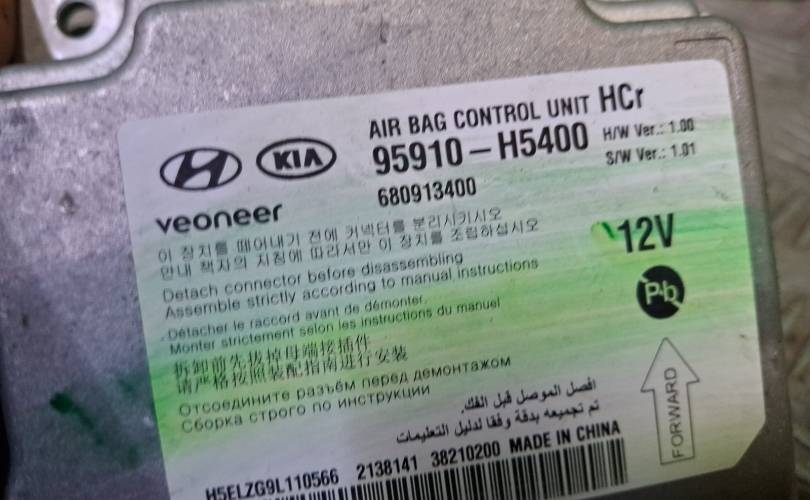 AIR BAG CONTROL UNIT HCr
KIA
95910-H5400
H/W Ver.: 1.00
S/W Ver.: 1.01
680913400
veoneer
이 장치를 떼어내기 전에 커넥터를 분리시키시오
안내 책자의 지침에 따라서만 이 장치를 조립하십시오
12V
Detach connector before disassembling
Assemble strictly according to manual instructions
Pb
Détacher le raccord avant de démonter.
Monter strictement selon les instructions du manuel
拆卸前先拔掉母端接插件
请严格按照装配指南进行安装
Отсоедините разъём перед демонтажом
Сборка строго по инструкции
افصل الموصل قبل الفك.
تم تجميعه بدقة وفقا لدليل التعليمات
FORWARD
H5ELZG9L110566 2138141 38210200 MADE IN CHINA